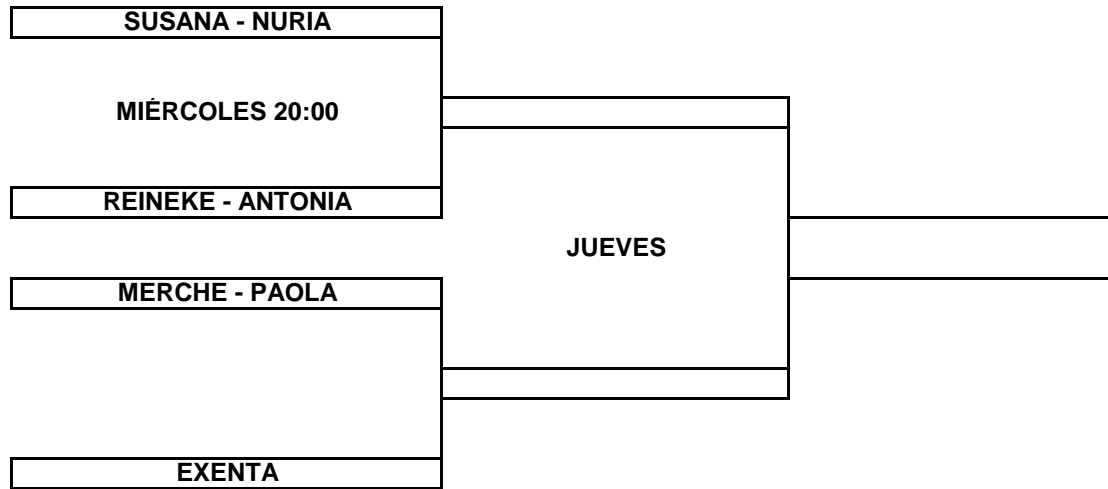 SUSANA - NURIA
MIÉRCOLES 20:00
REINEKE - ANTONIA
JUEVES
MERCHE - PAOLA
EXENTA